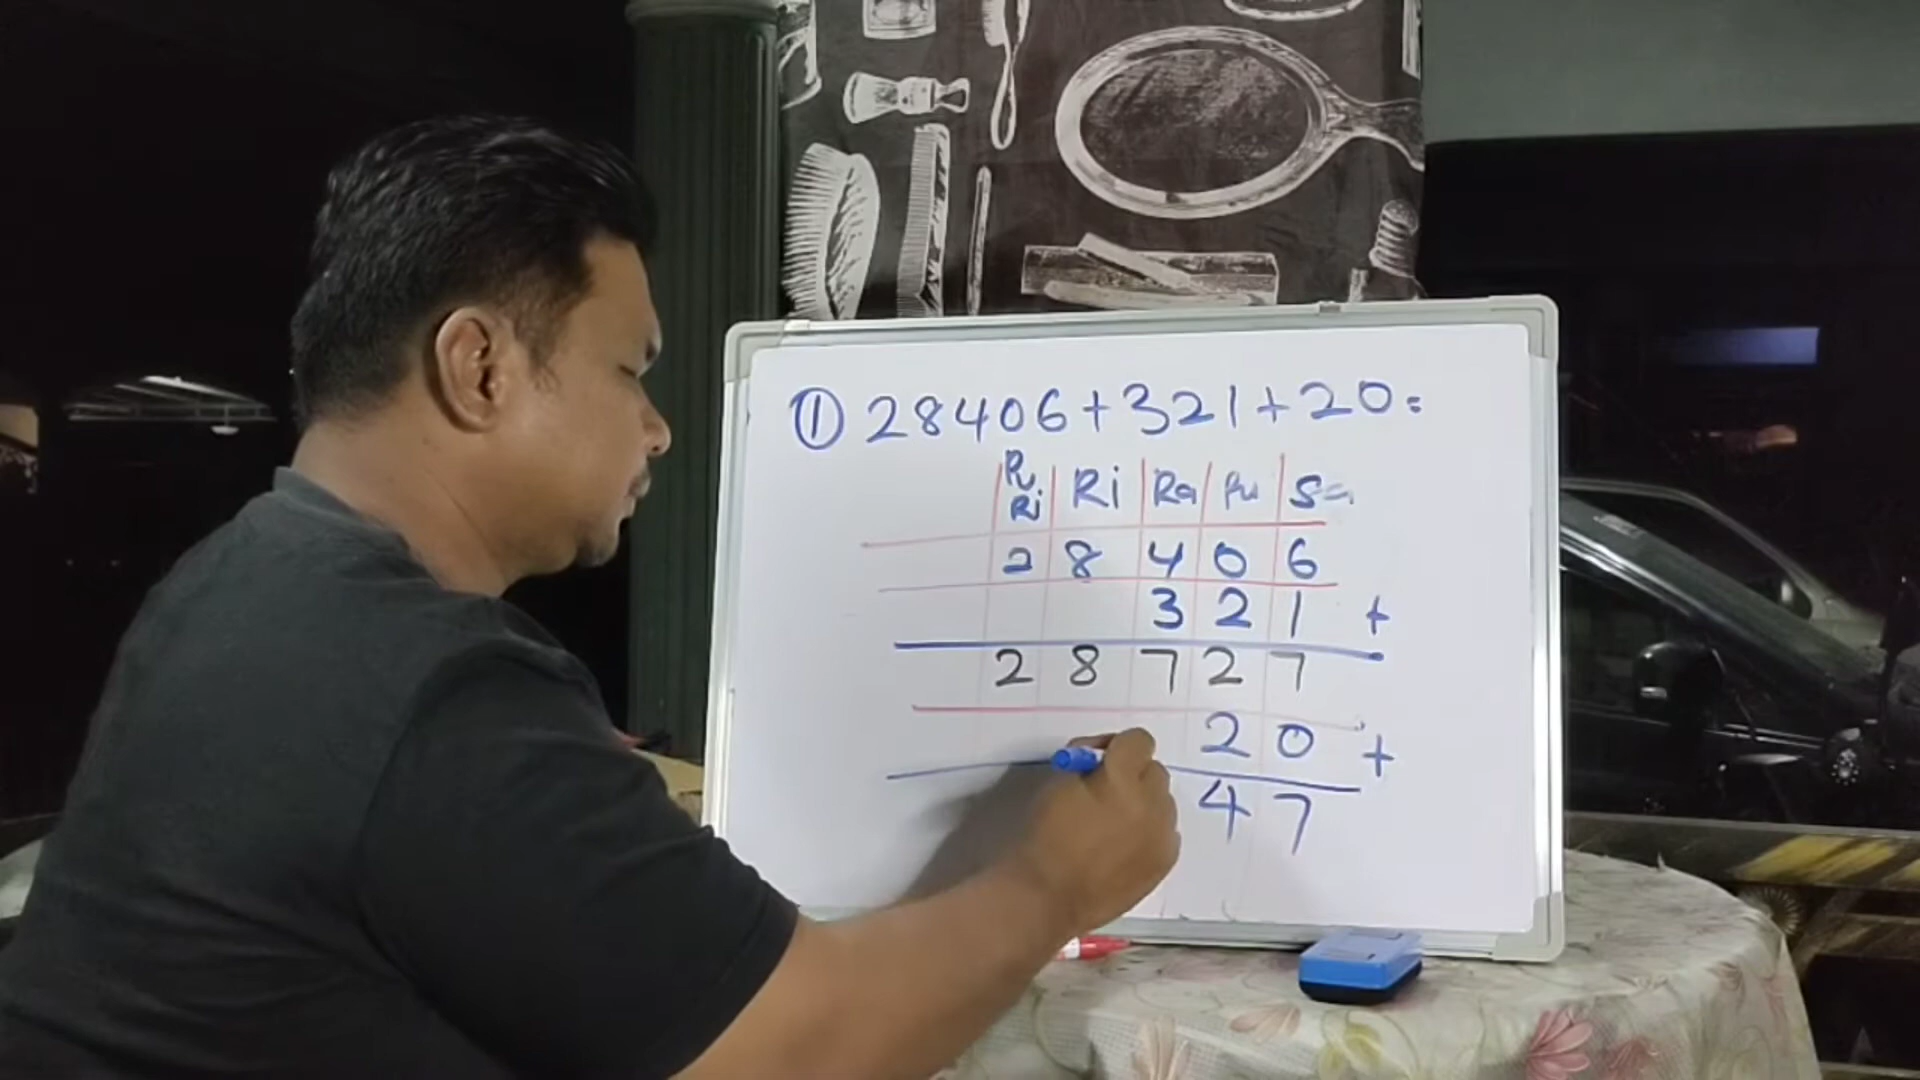 ① 28406+321+20=
Pu Ri Ri Ra Pu Sa
2 8 4 0 6
3 2 1 +
2 8 7 2 7
2 0 +
4 7